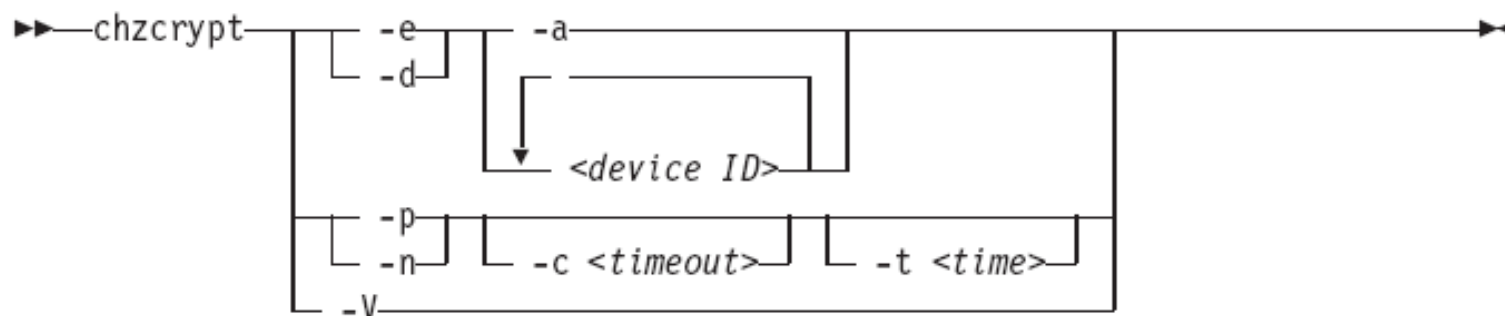 chzcrypt -e -a
-d
<device ID>
-p
-n -c <timeout> -t <time>
-V